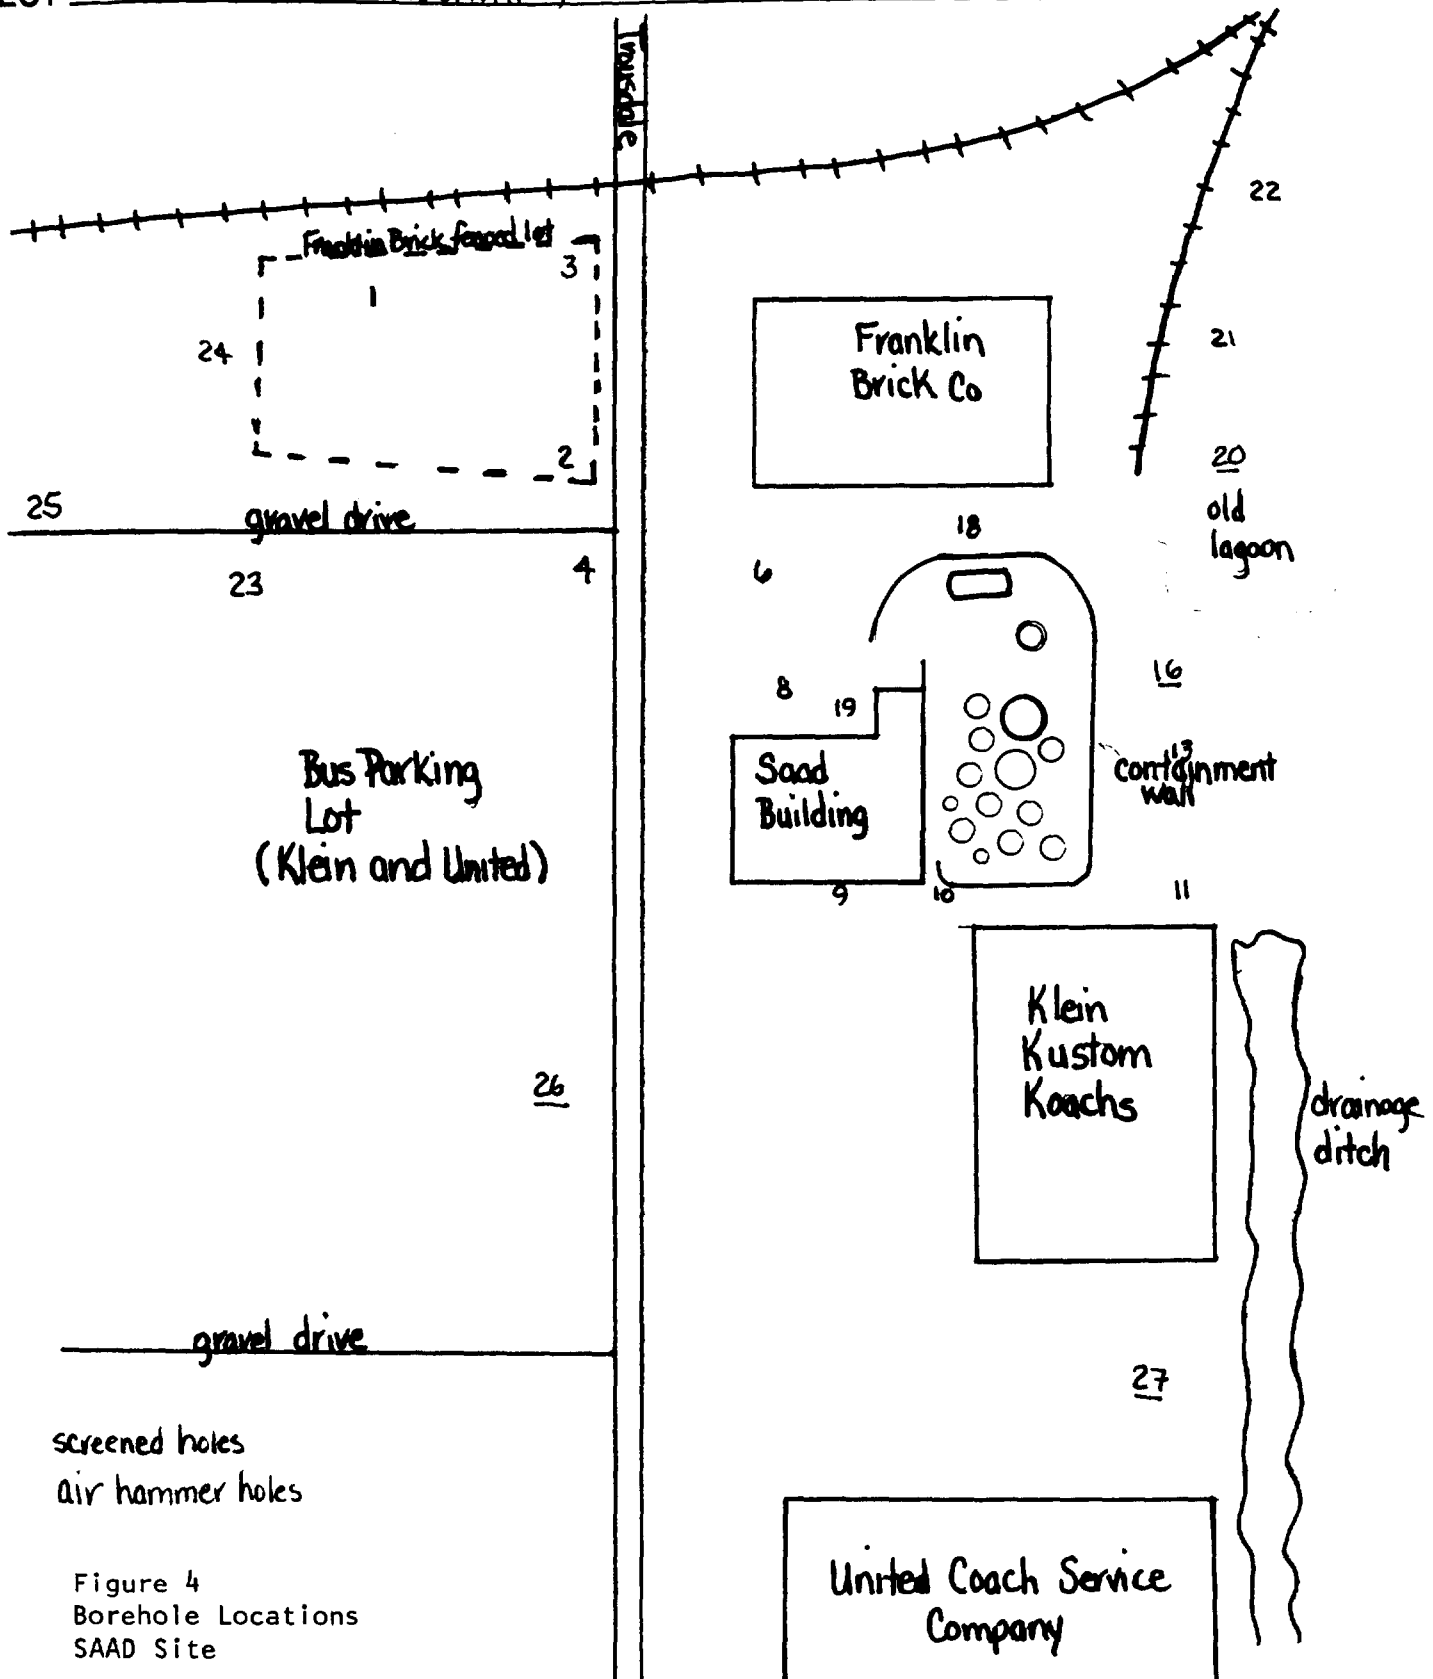 Trousdale
22
Franklin Brick fenced lot
3
1
24
21
Franklin
Brick Co
2
20
25
gravel drive
old
lagoon
18
4
6
23
16
8
19
13
containment
wall
Bus Parking
Lot
(Klein and United)
Saad
Building
9
10
11
Klein
Kustom
Koachs
26
drainage
ditch
gravel drive
27
screened holes
air hammer holes
United Coach Service
Company
Figure 4
Borehole Locations
SAAD Site